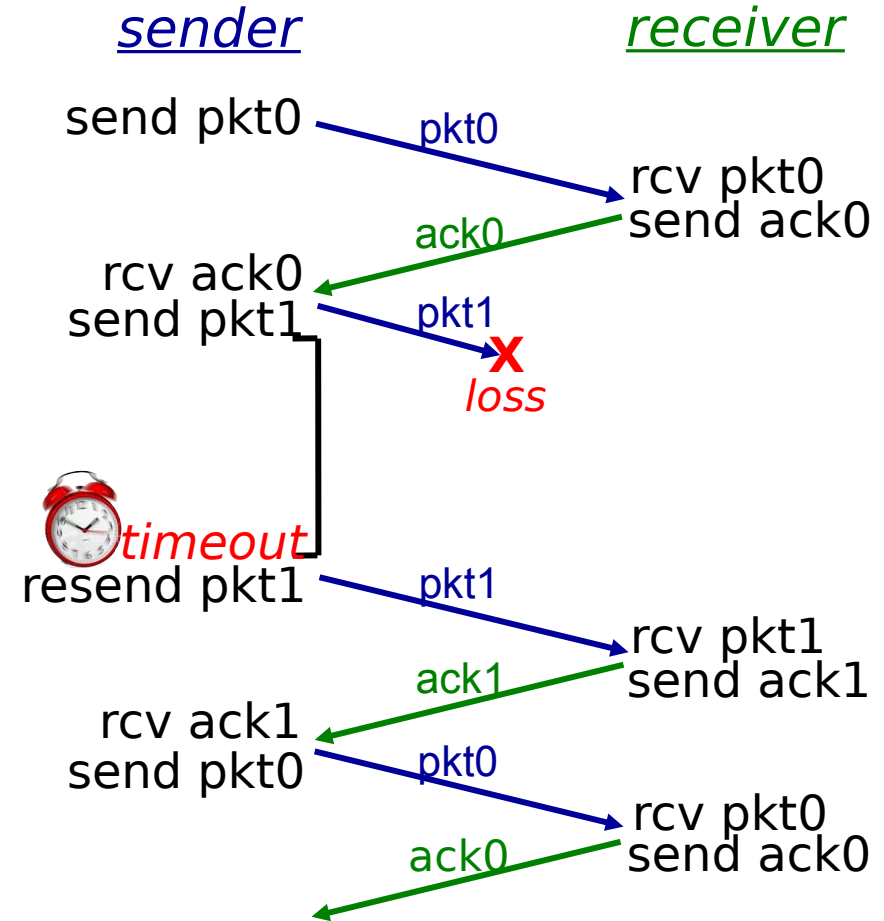 sender
receiver
send pkt0
pkt0
rcv pkt0
send ack0
ack0
rcv ack0
send pkt1
pkt1
X
loss
timeout
resend pkt1
pkt1
rcv pkt1
send ack1
ack1
rcv ack1
send pkt0
pkt0
rcv pkt0
send ack0
ack0